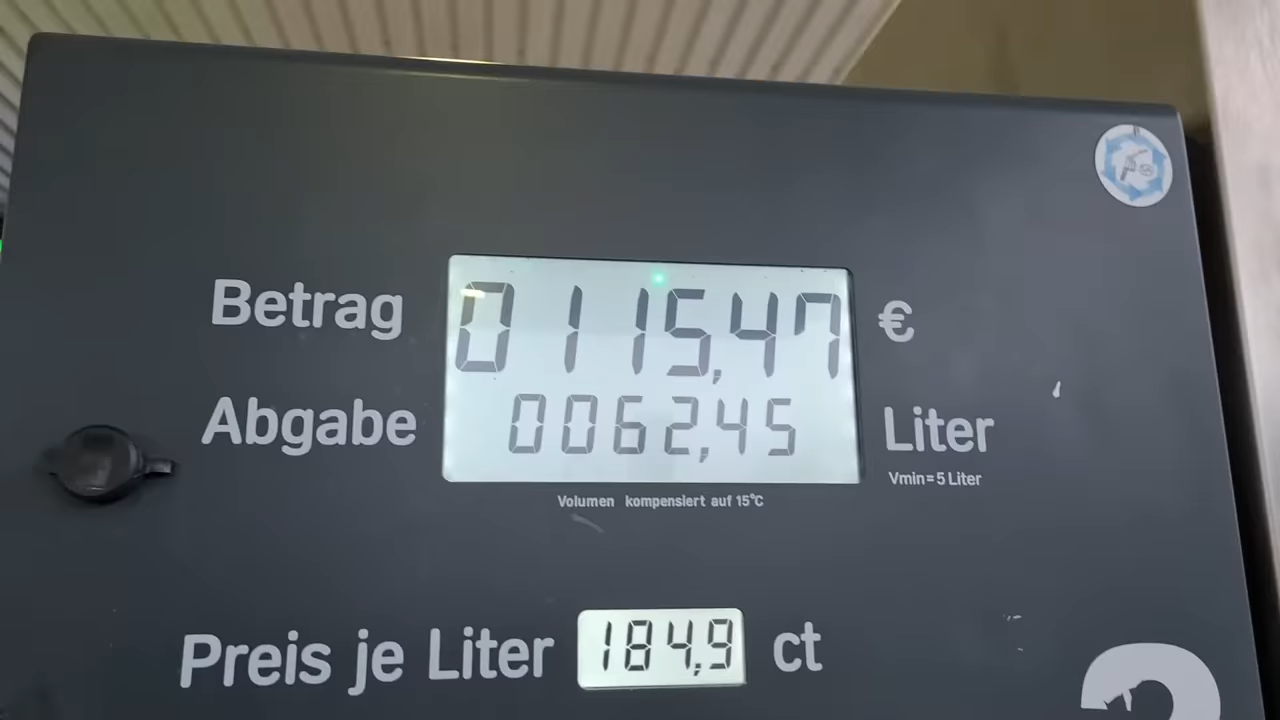 Betrag 0115,47 €
Abgabe 0062,45 Liter
Vmin=5 Liter
Volumen kompensiert auf 15°C
Preis je Liter 184,9 ct